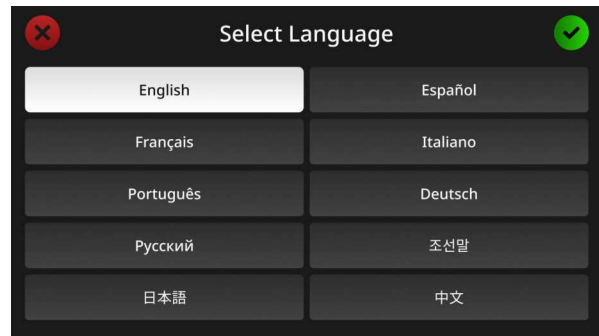 Select Language
English
Español
Français
Italiano
Português
Deutsch
Русский
조선말
日本語
中文